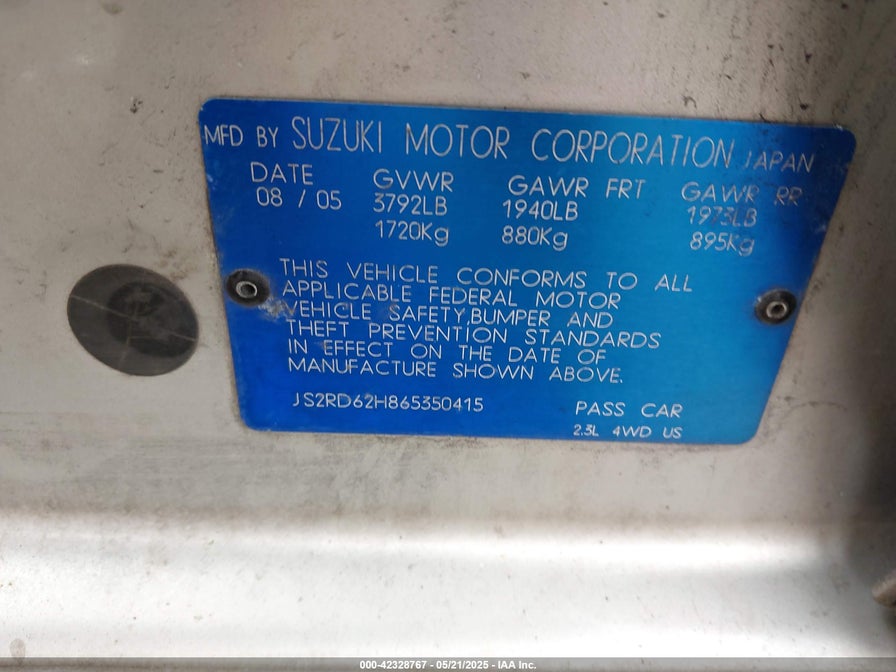 MFD BY SUZUKI MOTOR CORPORATION JAPAN
DATE GVWR GAWR FRT GAWR RR
08 / 05 3792LB 1940LB 1973LB
1720Kg 880Kg 895Kg
THIS VEHICLE CONFORMS TO ALL
APPLICABLE FEDERAL MOTOR
VEHICLE SAFETY,BUMPER AND
THEFT PREVENTION STANDARDS
IN EFFECT ON THE DATE OF
MANUFACTURE SHOWN ABOVE.
JS2RD62H865350415 PASS CAR
2.3L 4WD US
000-42328767 - 05/21/2025 - IAA Inc.